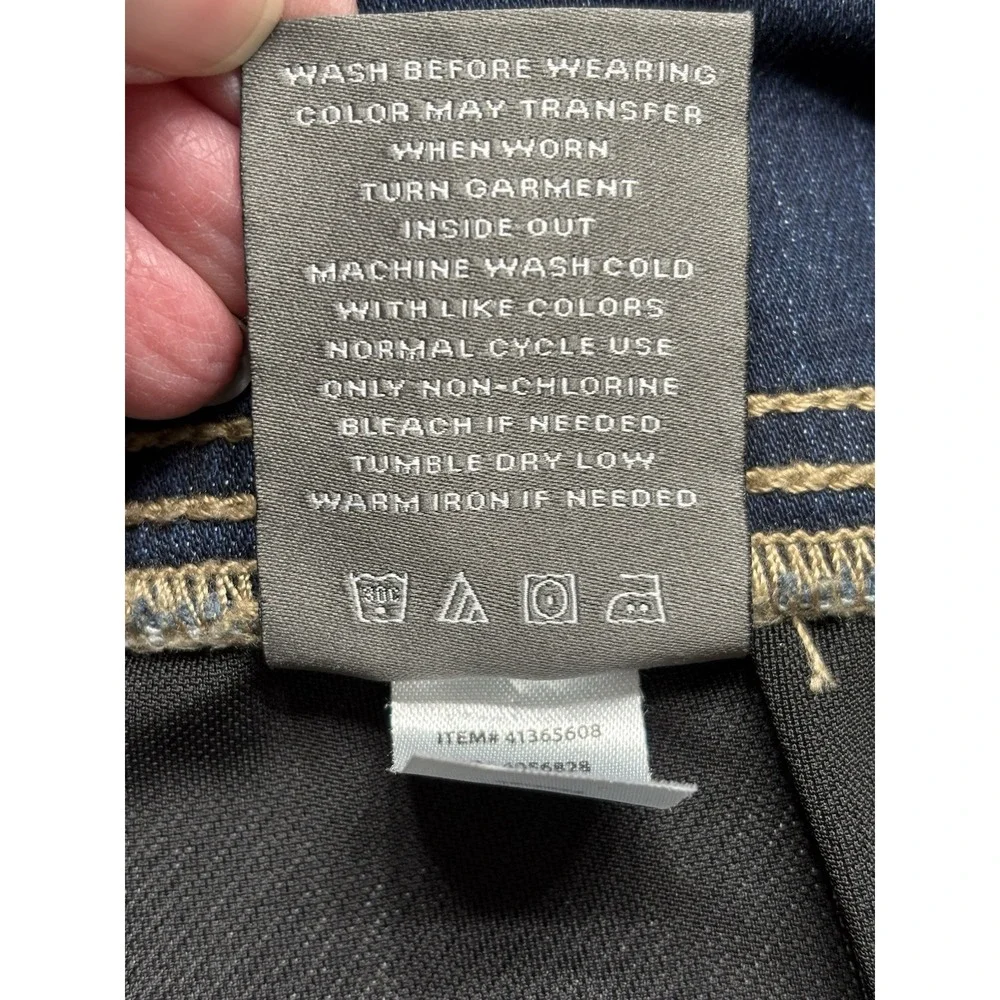 WASH BEFORE WEARING
COLOR MAY TRANSFER
WHEN WORN
TURN GARMENT
INSIDE OUT
MACHINE WASH COLD
WITH LIKE COLORS
NORMAL CYCLE USE
ONLY NON-CHLORINE
BLEACH IF NEEDED
TUMBLE DRY LOW
WARM IRON IF NEEDED
30C
ITEM# 41365608